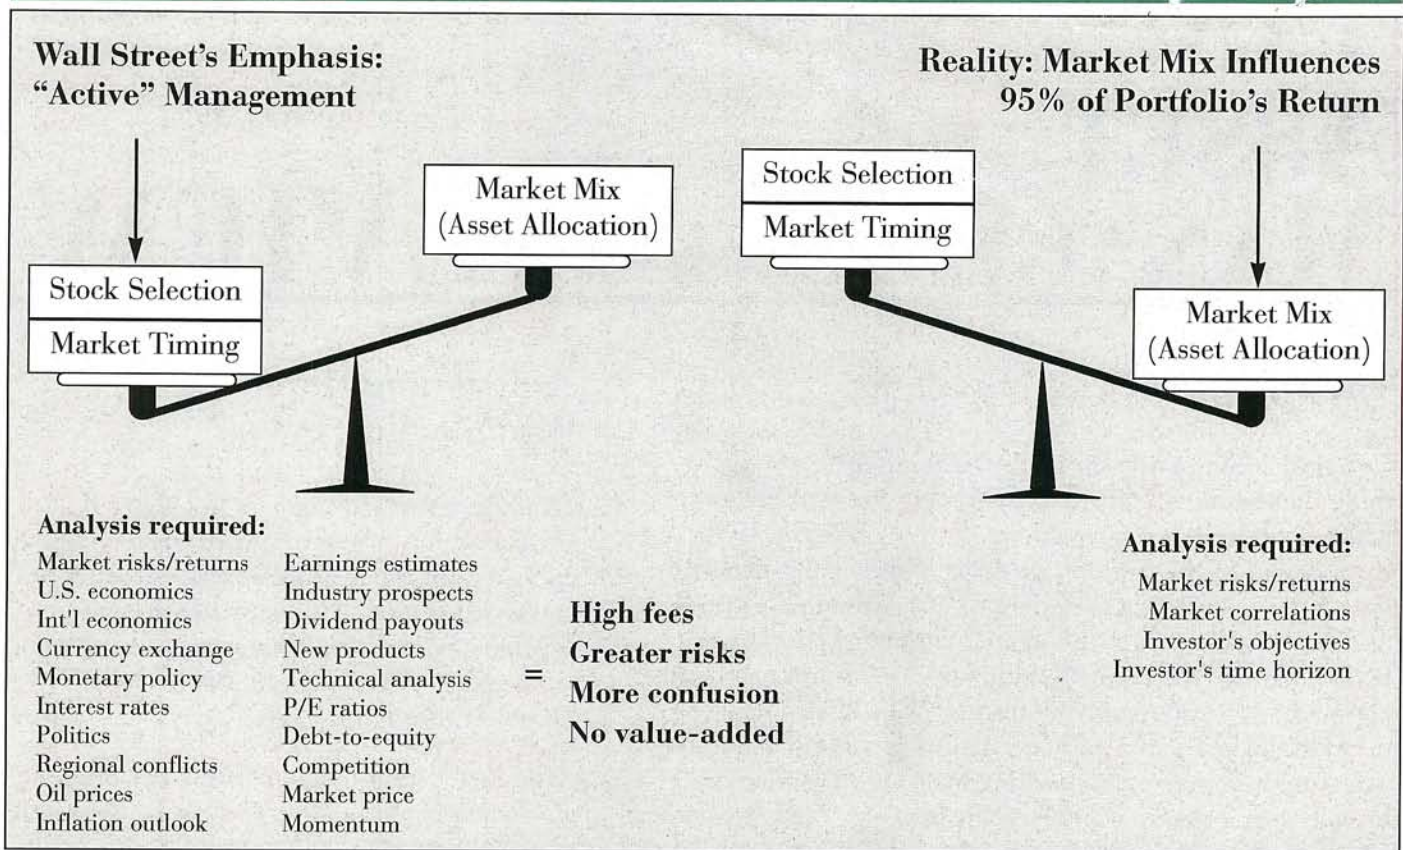 Wall Street's Emphasis:
“Active” Management
Stock Selection
Market Timing
Market Mix
(Asset Allocation)
Reality: Market Mix Influences
95% of Portfolio's Return
Stock Selection
Market Timing
Market Mix
(Asset Allocation)
Analysis required:
Market risks/returns
U.S. economics
Int'l economics
Currency exchange
Monetary policy
Interest rates
Politics
Regional conflicts
Oil prices
Inflation outlook
Earnings estimates
Industry prospects
Dividend payouts
New products
Technical analysis
P/E ratios
Debt-to-equity
Competition
Market price
Momentum
=
High fees
Greater risks
More confusion
No value-added
Analysis required:
Market risks/returns
Market correlations
Investor's objectives
Investor's time horizon